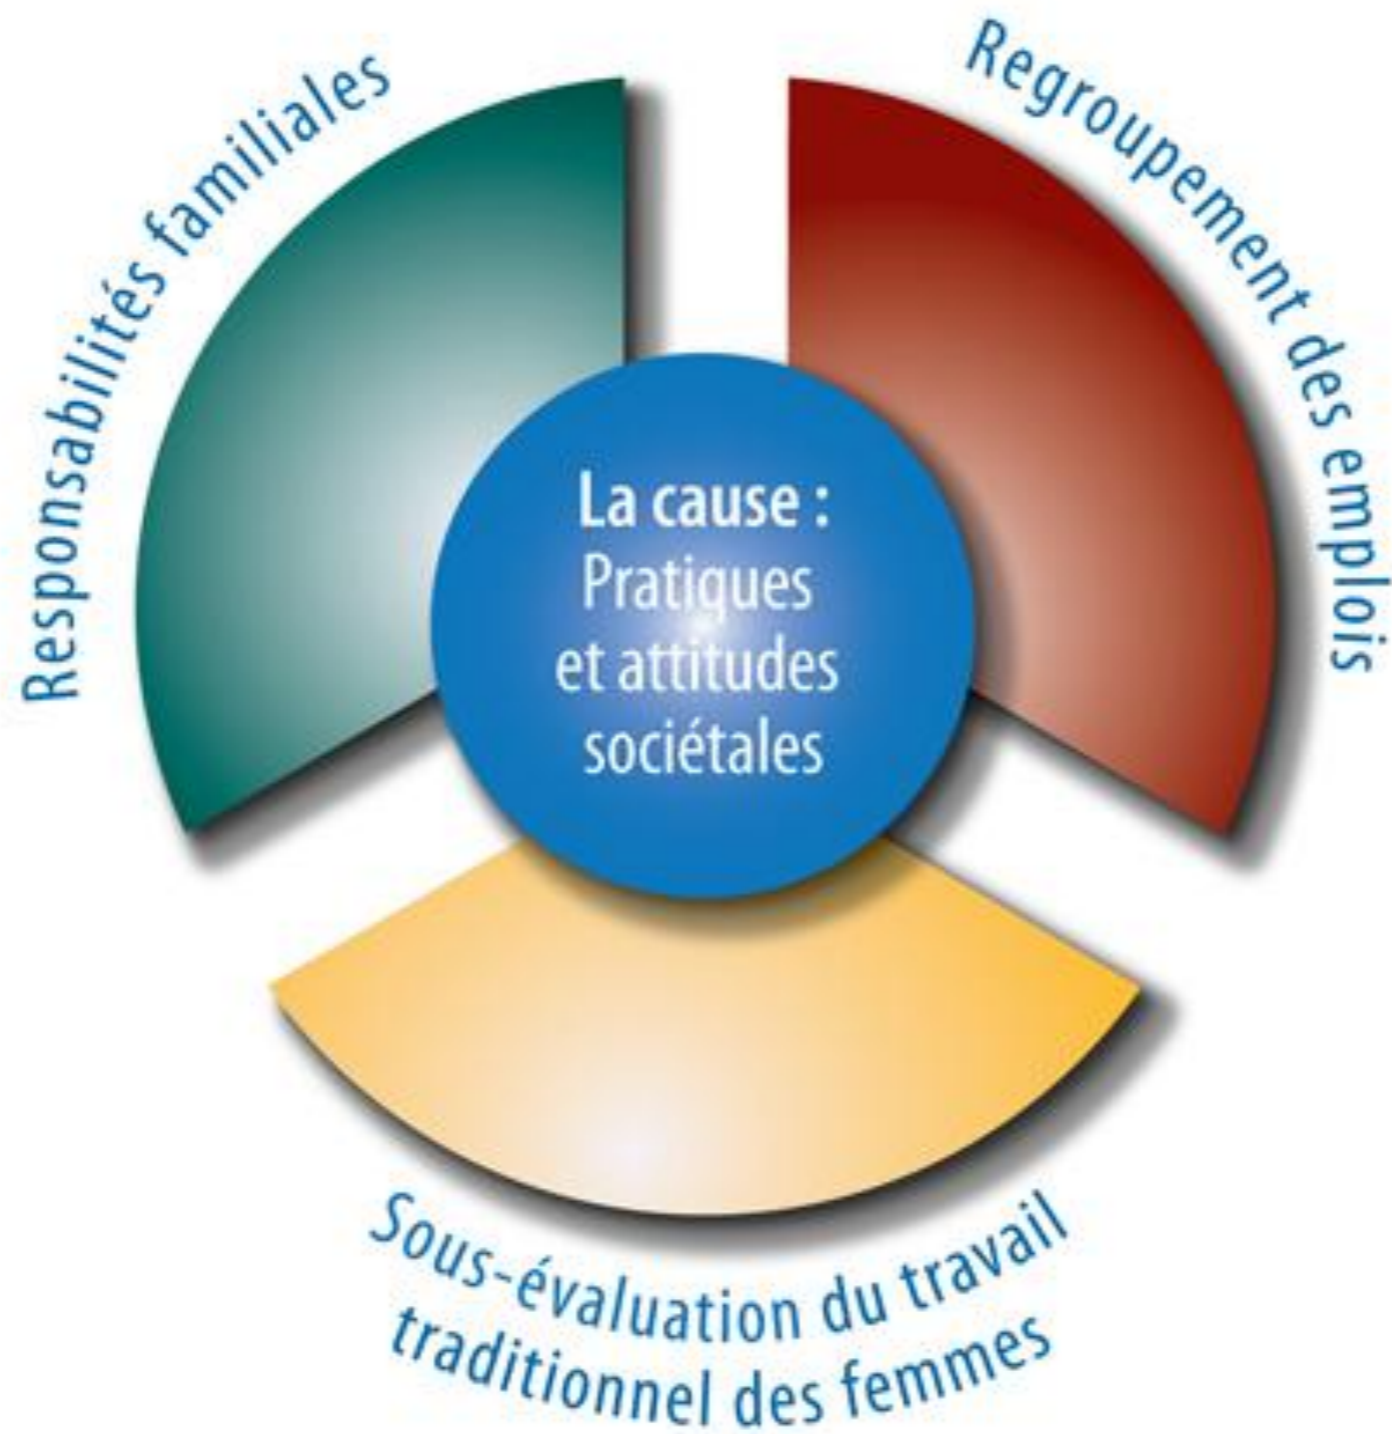 Responsabilités familiales
Regroupement des emplois
La cause :
Pratiques
et attitudes
sociétales
Sous-évaluation du travail
traditionnel des femmes